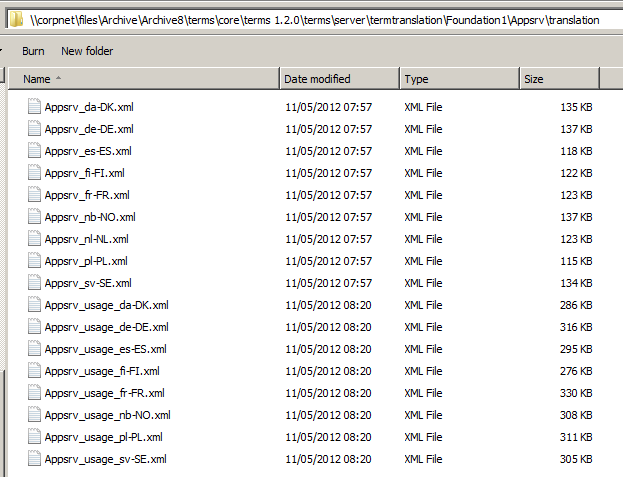 \\corpnet\files\Archive\Archive8\terms\core\terms 1.2.0\terms\server\termtranslation\Foundation1\Appsrv\translation
Burn New folder
Name Date modified Type Size
Appsrv_da-DK.xml 11/05/2012 07:57 XML File 135 KB
Appsrv_de-DE.xml 11/05/2012 07:57 XML File 137 KB
Appsrv_es-ES.xml 11/05/2012 07:57 XML File 118 KB
Appsrv_fi-FI.xml 11/05/2012 07:57 XML File 122 KB
Appsrv_fr-FR.xml 11/05/2012 07:57 XML File 123 KB
Appsrv_nb-NO.xml 11/05/2012 07:57 XML File 137 KB
Appsrv_nl-NL.xml 11/05/2012 07:57 XML File 123 KB
Appsrv_pl-PL.xml 11/05/2012 07:57 XML File 115 KB
Appsrv_sv-SE.xml 11/05/2012 07:57 XML File 134 KB
Appsrv_usage_da-DK.xml 11/05/2012 08:20 XML File 286 KB
Appsrv_usage_de-DE.xml 11/05/2012 08:20 XML File 316 KB
Appsrv_usage_es-ES.xml 11/05/2012 08:20 XML File 295 KB
Appsrv_usage_fi-FI.xml 11/05/2012 08:20 XML File 276 KB
Appsrv_usage_fr-FR.xml 11/05/2012 08:20 XML File 330 KB
Appsrv_usage_nb-NO.xml 11/05/2012 08:20 XML File 308 KB
Appsrv_usage_pl-PL.xml 11/05/2012 08:20 XML File 311 KB
Appsrv_usage_sv-SE.xml 11/05/2012 08:20 XML File 305 KB